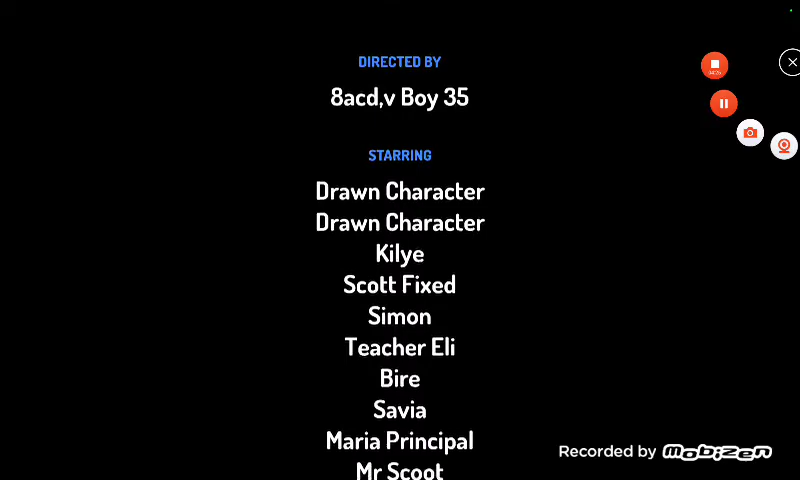 DIRECTED BY
8acd,v Boy 35
STARRING
Drawn Character
Drawn Character
Kilye
Scott Fixed
Simon
Teacher Eli
Bire
Savia
Maria Principal
Mr Scoot
Recorded by mobizen